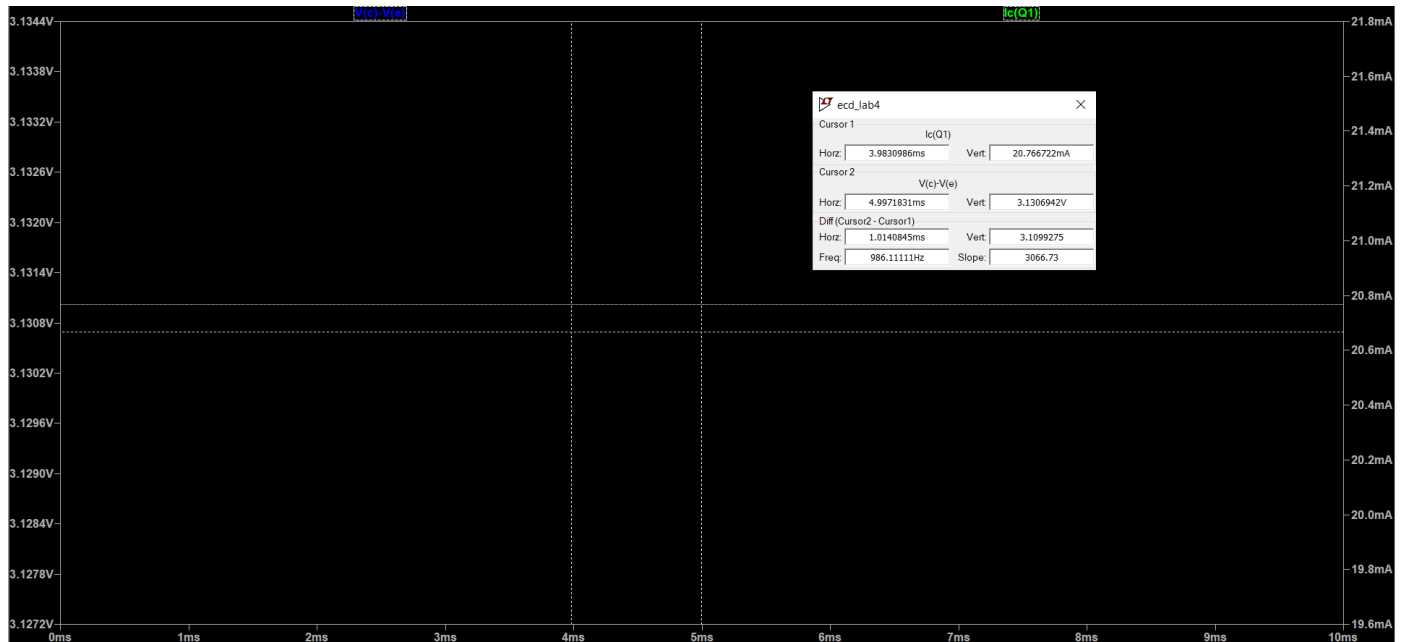 V(c)-V(e) Ic(Q1)
3.1344V 21.8mA
3.1338V 21.6mA
3.1332V 21.4mA
3.1326V 21.2mA
3.1320V 21.0mA
3.1314V 20.8mA
3.1308V 20.6mA
3.1302V 20.4mA
3.1296V 20.2mA
3.1290V 20.0mA
3.1284V 19.8mA
3.1278V 19.6mA
3.1272V
0ms 1ms 2ms 3ms 4ms 5ms 6ms 7ms 8ms 9ms 10ms
ecd_lab4
Cursor 1
Ic(Q1)
Horz: 3.9830986ms Vert: 20.766722mA
Cursor 2
V(c)-V(e)
Horz: 4.9971831ms Vert: 3.1306942V
Diff (Cursor2 - Cursor1)
Horz: 1.0140845ms Vert: 3.1099275
Freq: 986.11111Hz Slope: 3066.73